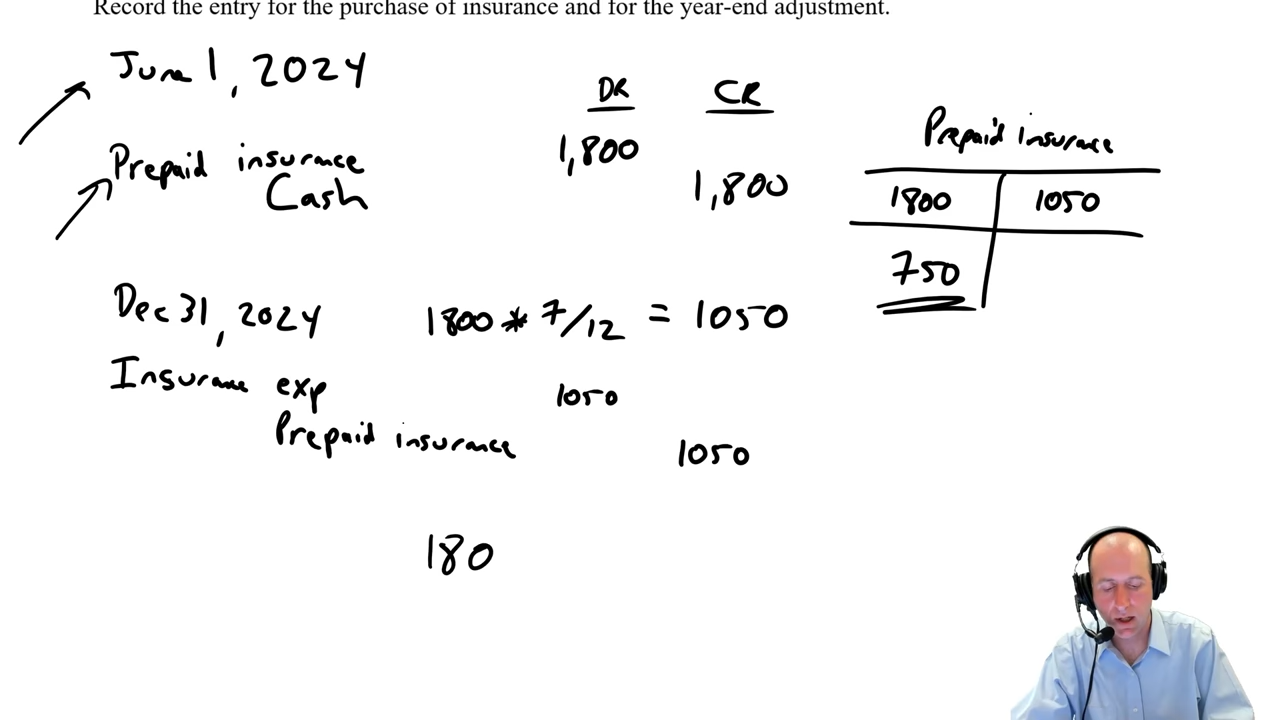 Record the entry for the purchase of insurance and for the year-end adjustment.
June 1, 2024
DR CR
Prepaid insurance 1,800
Cash 1,800
Dec 31, 2024 1800 * 7/12 = 1050
Insurance exp 1050
Prepaid insurance 1050
180
Prepaid insurance
1800 1050
750